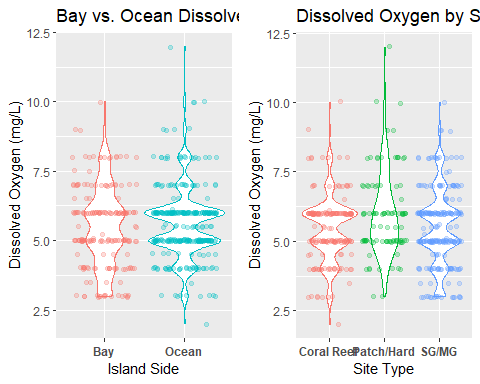 Bay vs. Ocean Dissolve
Dissolved Oxygen (mg/L)
12.5
10.0
7.5
5.0
2.5
Bay Ocean
Island Side
Dissolved Oxygen by S
Dissolved Oxygen (mg/L)
12.5
10.0
7.5
5.0
2.5
Coral Reef Patch/Hard SG/MG
Site Type